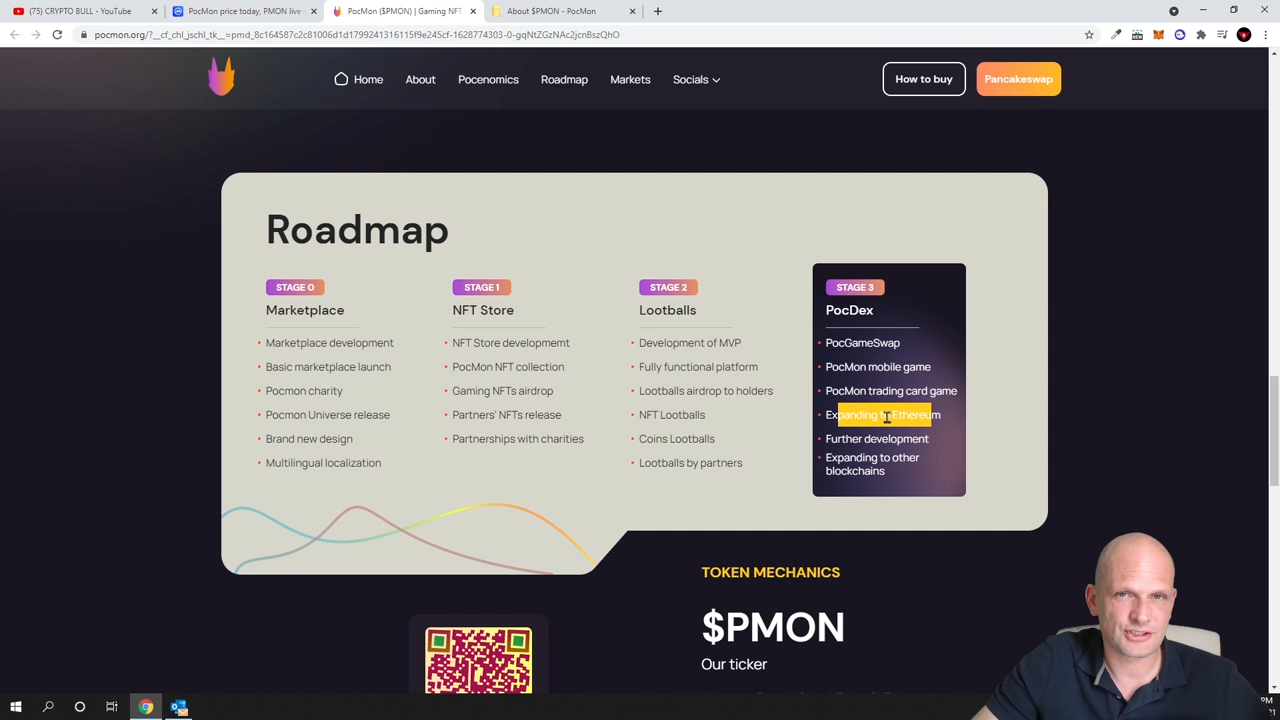 (75) CRYPTO BULL - YouTube
PocMon price today, PMON live
PocMon ($PMON) | Gaming NFT
About $PMON - PocMon
pocmon.org/?__cf_chl_jschl_tk__=pmd_8c164587c2c81006d1d1799241316115f9e245cf-1628774303-0-gqNtZGzNAc2jcnBszQhO
Home
About
Pocenomics
Roadmap
Markets
Socials
How to buy
Pancakeswap
Roadmap
STAGE 0
Marketplace
Marketplace development
Basic marketplace launch
Pocmon charity
Pocmon Universe release
Brand new design
Multilingual localization
STAGE 1
NFT Store
NFT Store developmemt
PocMon NFT collection
Gaming NFTs airdrop
Partners' NFTs release
Partnerships with charities
STAGE 2
Lootballs
Development of MVP
Fully functional platform
Lootballs airdrop to holders
NFT Lootballs
Coins Lootballs
Lootballs by partners
STAGE 3
PocDex
PocGameSwap
PocMon mobile game
PocMon trading card game
Expanding to Ethereum
Further development
Expanding to other
blockchains
TOKEN MECHANICS
$PMON
Our ticker
PM